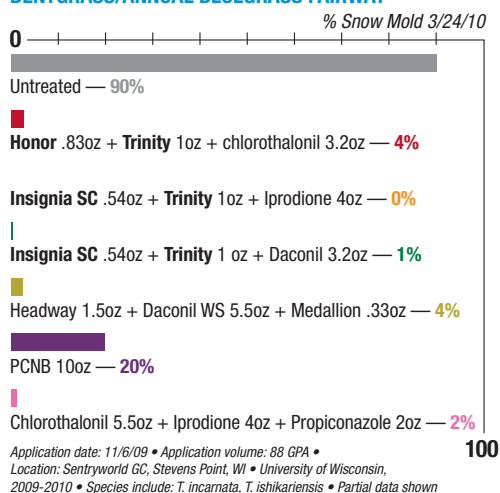 BENTGRASS/ANNUAL BLUEGRASS FAIRWAY
% Snow Mold 3/24/10
0
Untreated — 90%
Honor .83oz + Trinity 1oz + chlorothalonil 3.2oz — 4%
Insignia SC .54oz + Trinity 1oz + Iprodione 4oz — 0%
Insignia SC .54oz + Trinity 1 oz + Daconil 3.2oz — 1%
Headway 1.5oz + Daconil WS 5.5oz + Medallion .33oz — 4%
PCNB 10oz — 20%
Chlorothalonil 5.5oz + Iprodione 4oz + Propiconazole 2oz — 2%
100
Application date: 11/6/09 • Application volume: 88 GPA •
Location: Sentryworld GC, Stevens Point, WI • University of Wisconsin,
2009-2010 • Species include: T. incarnata, T. ishikariensis • Partial data shown